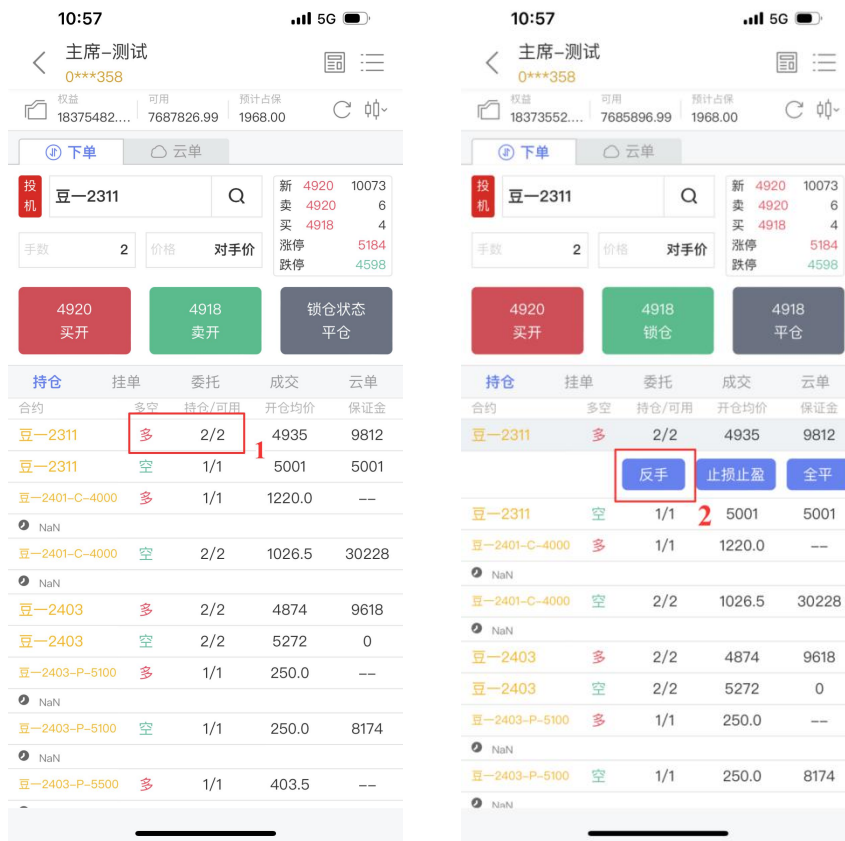 10:57 5G
主席–测试
0***358
权益 可用 预计占保
18375482.... 7687826.99 1968.00
下单 云单
投机 豆一2311
新 4920 10073
卖 4920 6
买 4918 4
涨停 5184
跌停 4598
手数 2 价格 对手价
4920 4918 锁仓状态
买开 卖开 平仓
持仓 挂单 委托 成交 云单
合约 多空 持仓/可用 开仓均价 保证金
豆一2311 多 2/2 4935 9812
1
豆一2311 空 1/1 5001 5001
豆一2401–C–4000 多 1/1 1220.0 ––
NaN
豆一2401–C–4000 空 2/2 1026.5 30228
NaN
豆一2403 多 2/2 4874 9618
豆一2403 空 2/2 5272 0
豆一2403–P–5100 多 1/1 250.0 ––
NaN
豆一2403–P–5100 空 1/1 250.0 8174
NaN
豆一2403–P–5500 多 1/1 403.5 ––
10:57 5G
主席–测试
0***358
权益 可用 预计占保
18373552.... 7685896.99 1968.00
下单 云单
投机 豆一2311
新 4920 10073
卖 4920 6
买 4918 4
涨停 5184
跌停 4598
手数 2 价格 对手价
4920 4918 4918
买开 锁仓 平仓
持仓 挂单 委托 成交 云单
合约 多空 持仓/可用 开仓均价 保证金
豆一2311 多 2/2 4935 9812
反手 止损止盈 全平
2
豆一2311 空 1/1 5001 5001
豆一2401–C–4000 多 1/1 1220.0 ––
NaN
豆一2401–C–4000 空 2/2 1026.5 30228
NaN
豆一2403 多 2/2 4874 9618
豆一2403 空 2/2 5272 0
豆一2403–P–5100 多 1/1 250.0 ––
NaN
豆一2403–P–5100 空 1/1 250.0 8174
NaN